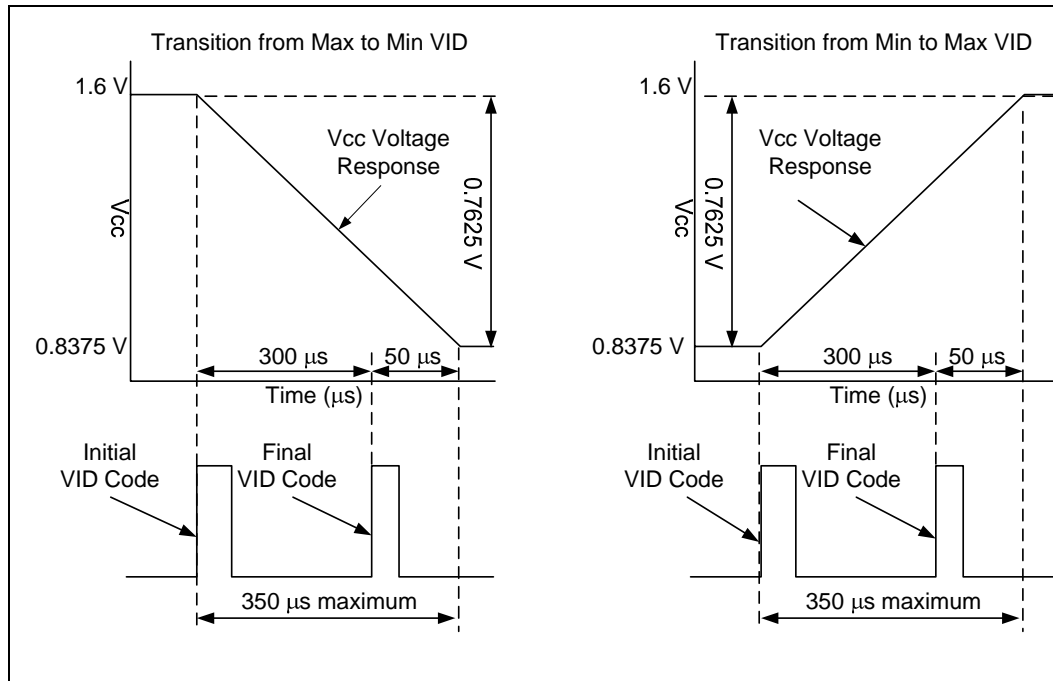 Transition from Max to Min VID
1.6 V
Vcc Voltage
Response
Vcc
0.7625 V
0.8375 V
300 μs
50 μs
Time (μs)
Initial
VID Code
Final
VID Code
350 μs maximum
Transition from Min to Max VID
1.6 V
Vcc Voltage
Response
Vcc
0.7625 V
0.8375 V
300 μs
50 μs
Time (μs)
Initial
VID Code
Final
VID Code
350 μs maximum